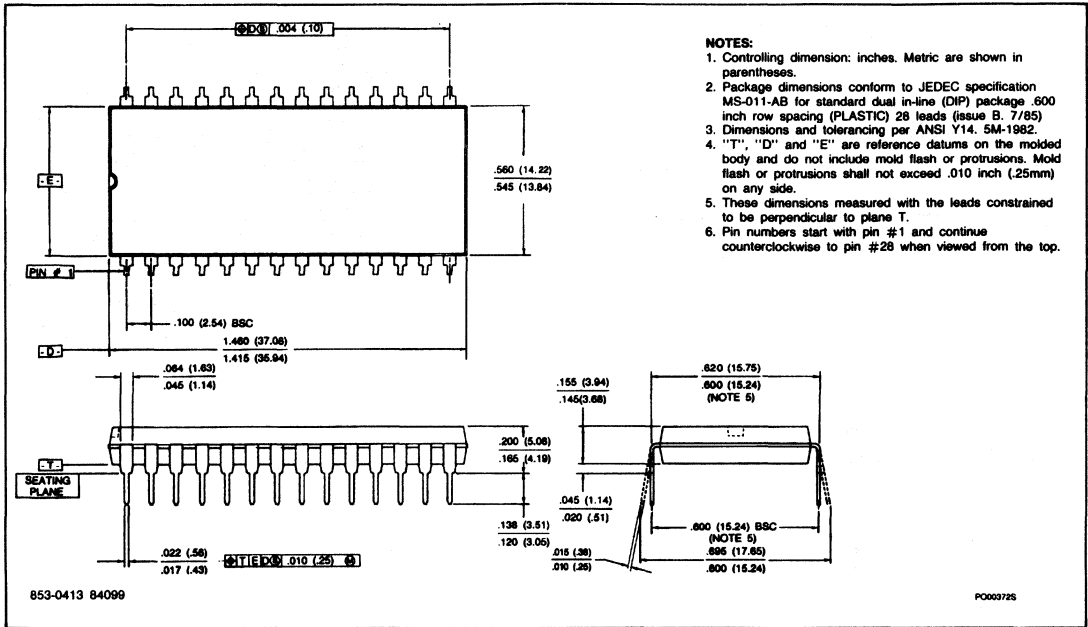 ⌖ D Ⓢ .004 (.10)
-E-
.560 (14.22)
.545 (13.84)
PIN # 1
.100 (2.54) BSC
-D-
1.460 (37.08)
1.415 (35.94)
.064 (1.63)
.045 (1.14)
.200 (5.08)
.165 (4.19)
-T-
SEATING
PLANE
.138 (3.51)
.120 (3.05)
.022 (.56)
.017 (.43)
⌖ T E D Ⓢ .010 (.25) Ⓜ
853-0413 84099
NOTES:
1. Controlling dimension: inches. Metric are shown in
parentheses.
2. Package dimensions conform to JEDEC specification
MS-011-AB for standard dual in-line (DIP) package .600
inch row spacing (PLASTIC) 28 leads (issue B. 7/85)
3. Dimensions and tolerancing per ANSI Y14. 5M-1982.
4. "T", "D" and "E" are reference datums on the molded
body and do not include mold flash or protrusions. Mold
flash or protrusions shall not exceed .010 inch (.25mm)
on any side.
5. These dimensions measured with the leads constrained
to be perpendicular to plane T.
6. Pin numbers start with pin #1 and continue
counterclockwise to pin #28 when viewed from the top.
.620 (15.75)
.600 (15.24)
(NOTE 5)
.155 (3.94)
.145(3.68)
.045 (1.14)
.020 (.51)
.600 (15.24) BSC
(NOTE 5)
.015 (.38)
.010 (.25)
.695 (17.65)
.600 (15.24)
PO00372S